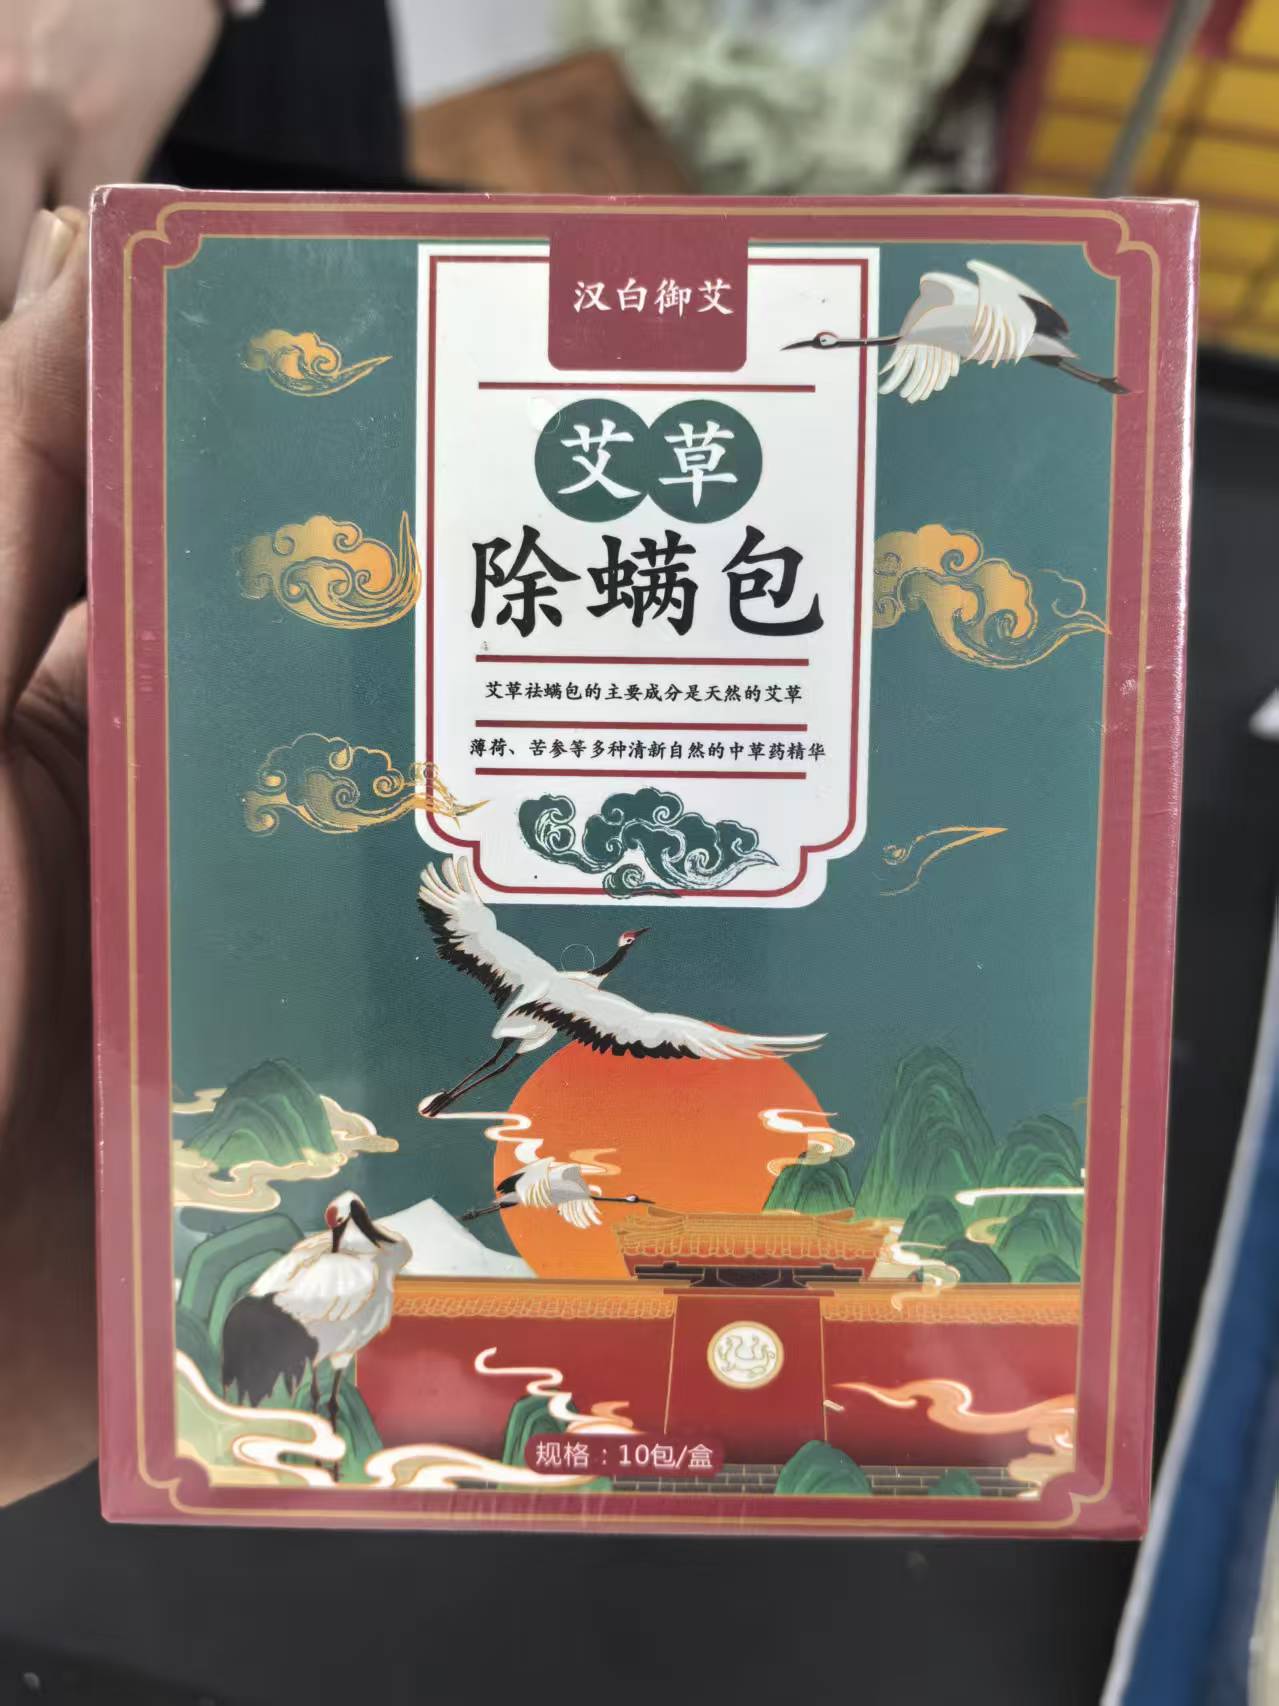 汉白御艾
艾草
除螨包
艾草祛螨包的主要成分是天然的艾草
薄荷、苦参等多种清新自然的中草药精华
规格：10包/盒